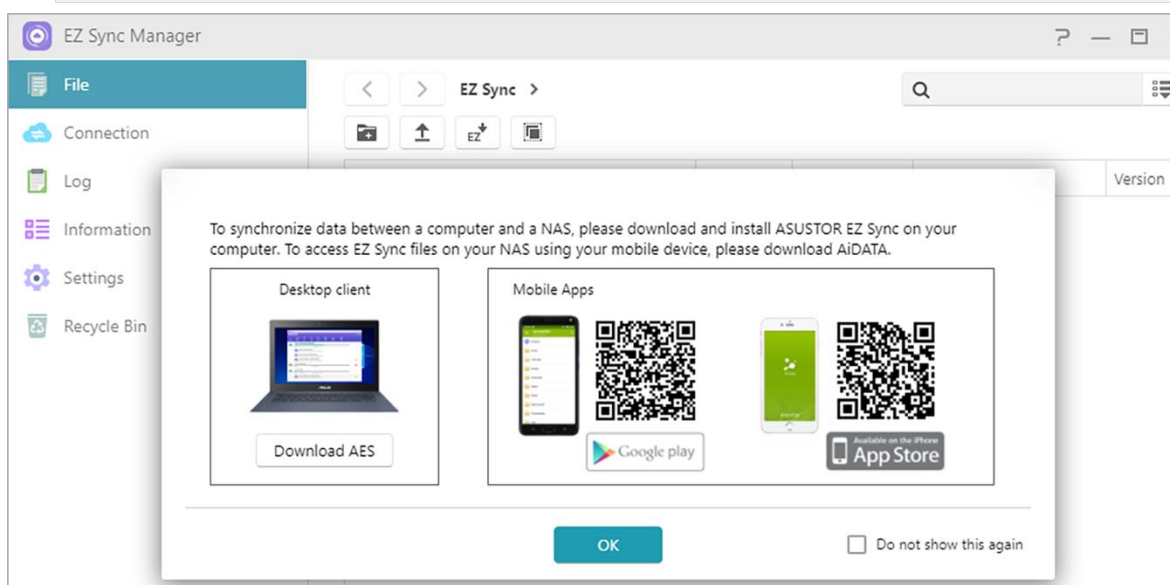 EZ Sync Manager
File
Connection
Log
Information
Settings
Recycle Bin
EZ Sync >
EZ
Version
To synchronize data between a computer and a NAS, please download and install ASUSTOR EZ Sync on your
computer. To access EZ Sync files on your NAS using your mobile device, please download AiDATA.
Desktop client
Download AES
Mobile Apps
Google play
Available on the iPhone
App Store
OK
Do not show this again